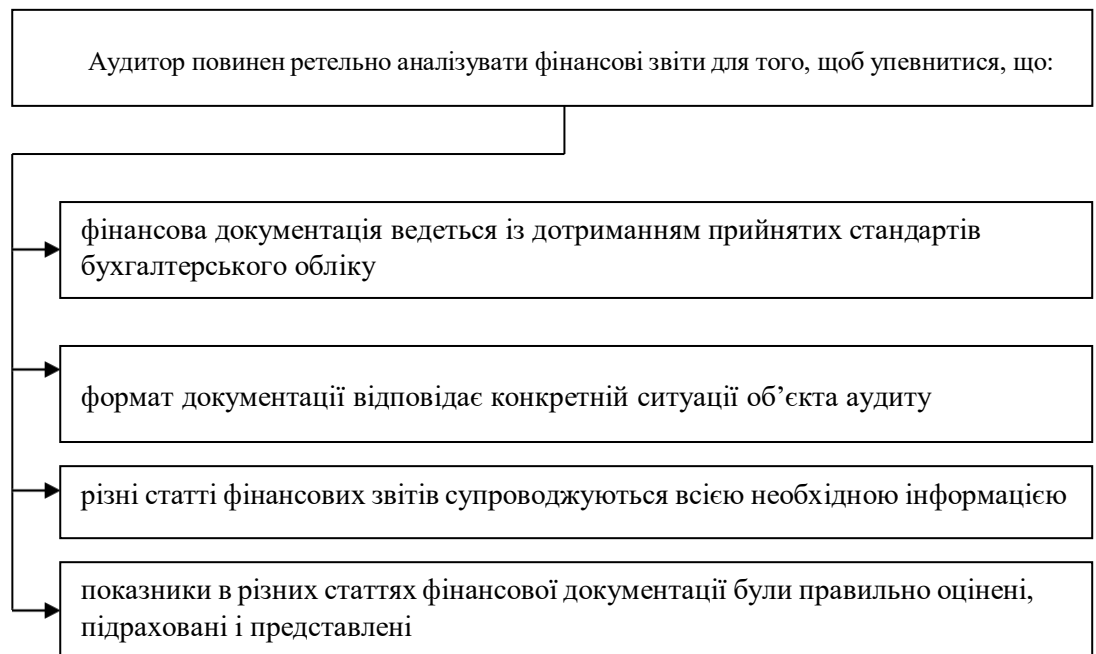 Аудитор повинен ретельно аналізувати фінансові звіти для того, щоб упевнитися, що:
фінансова документація ведеться із дотриманням прийнятих стандартів
бухгалтерського обліку
формат документації відповідає конкретній ситуації об’єкта аудиту
різні статті фінансових звітів супроводжуються всією необхідною інформацією
показники в різних статтях фінансової документації були правильно оцінені,
підраховані і представлені